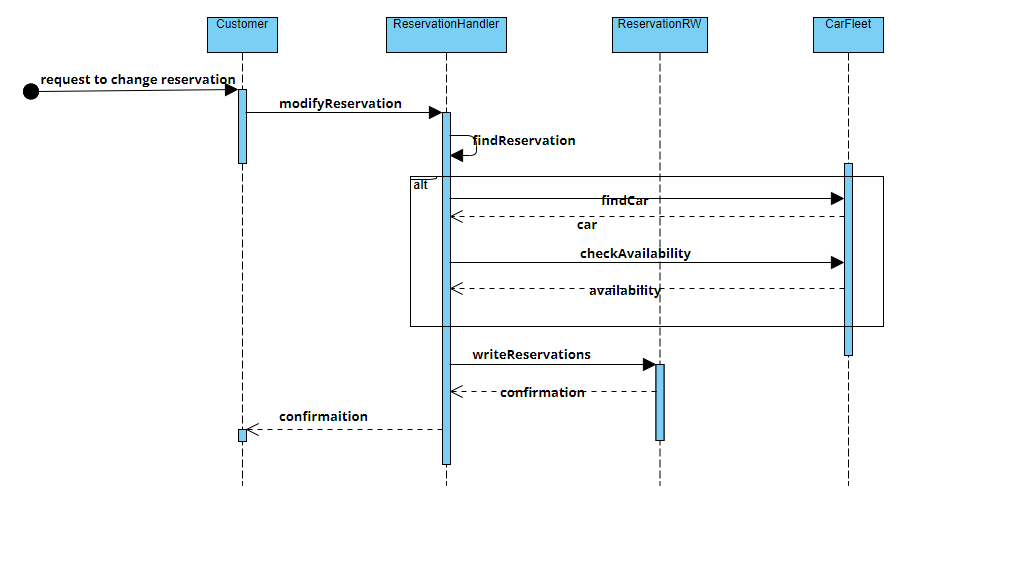 Customer
ReservationHandler
ReservationRW
CarFleet
request to change reservation
modifyReservation
findReservation
alt
findCar
car
checkAvailability
availability
writeReservations
confirmation
confirmaition